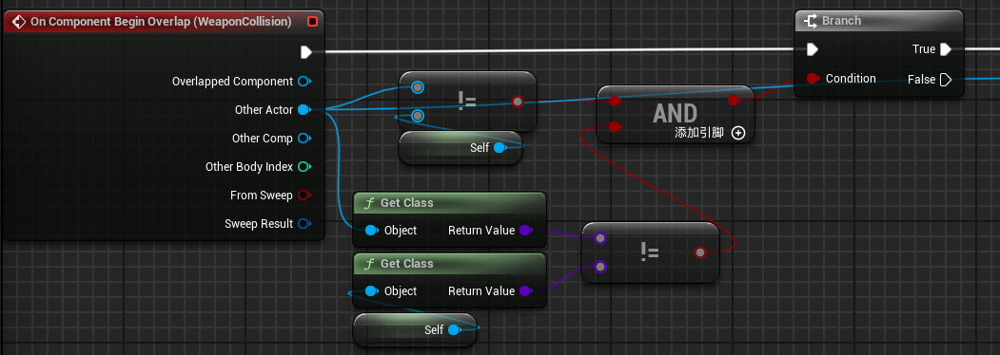 On Component Begin Overlap (WeaponCollision)
Overlapped Component
Other Actor
Other Comp
Other Body Index
From Sweep
Sweep Result
!=
Self
f Get Class
Object Return Value
f Get Class
Object Return Value
Self
!=
AND
添加引脚
Branch
True
Condition False